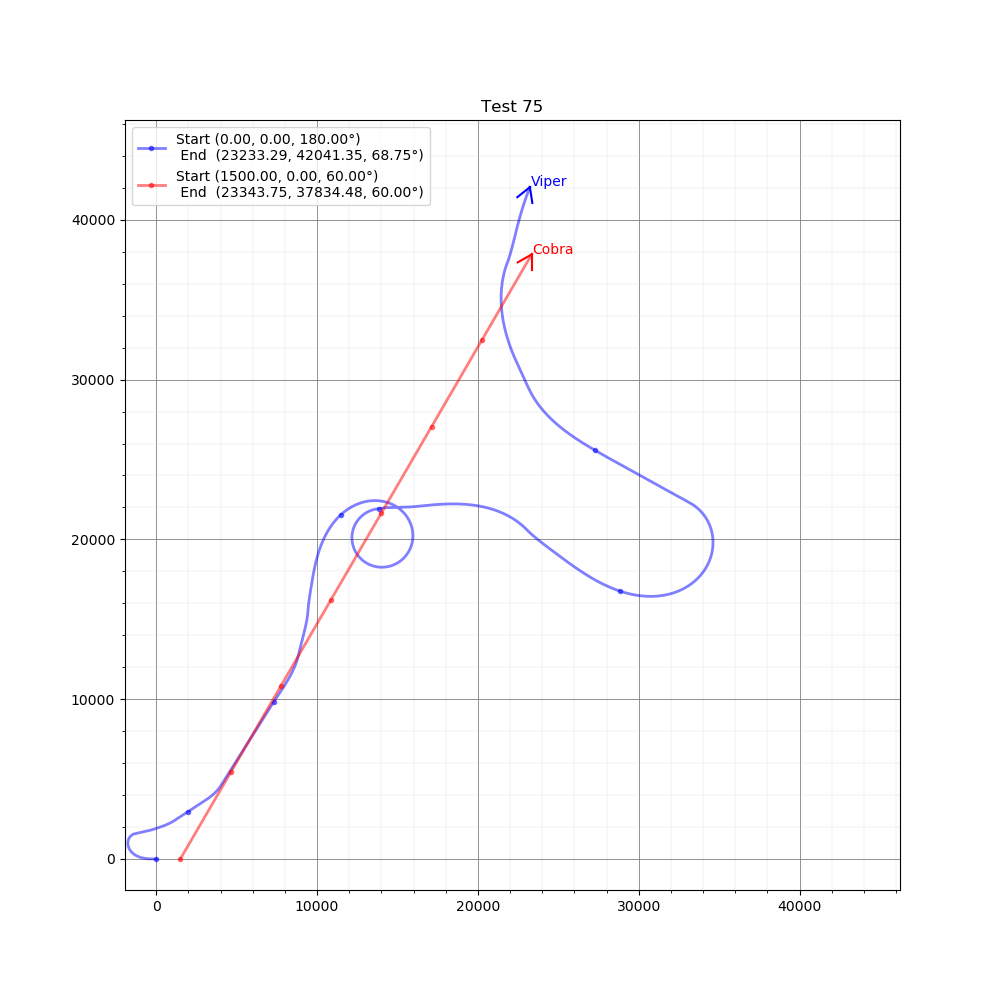 Test 75
Start (0.00, 0.00, 180.00°)
End  (23233.29, 42041.35, 68.75°)
Start (1500.00, 0.00, 60.00°)
End  (23343.75, 37834.48, 60.00°)
Viper
Cobra
40000
30000
20000
10000
0
0 10000 20000 30000 40000